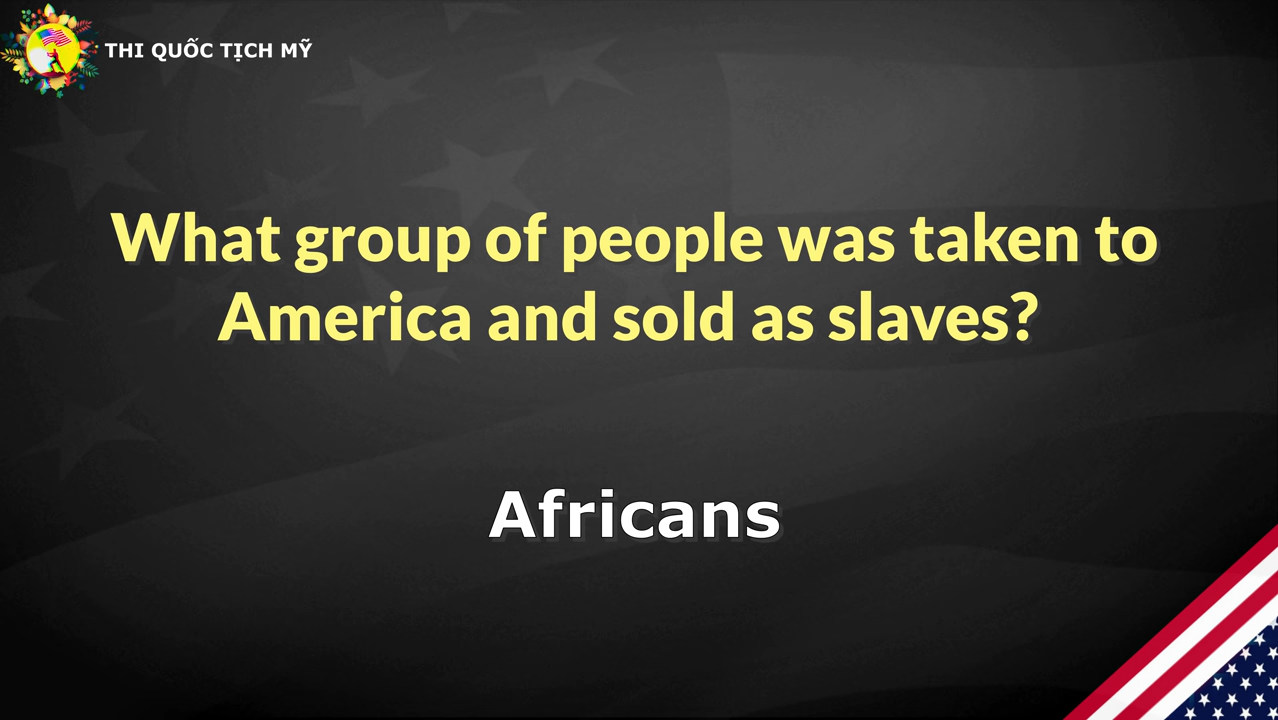 THI QUỐC TỊCH MỸ
What group of people was taken to
America and sold as slaves?
Africans